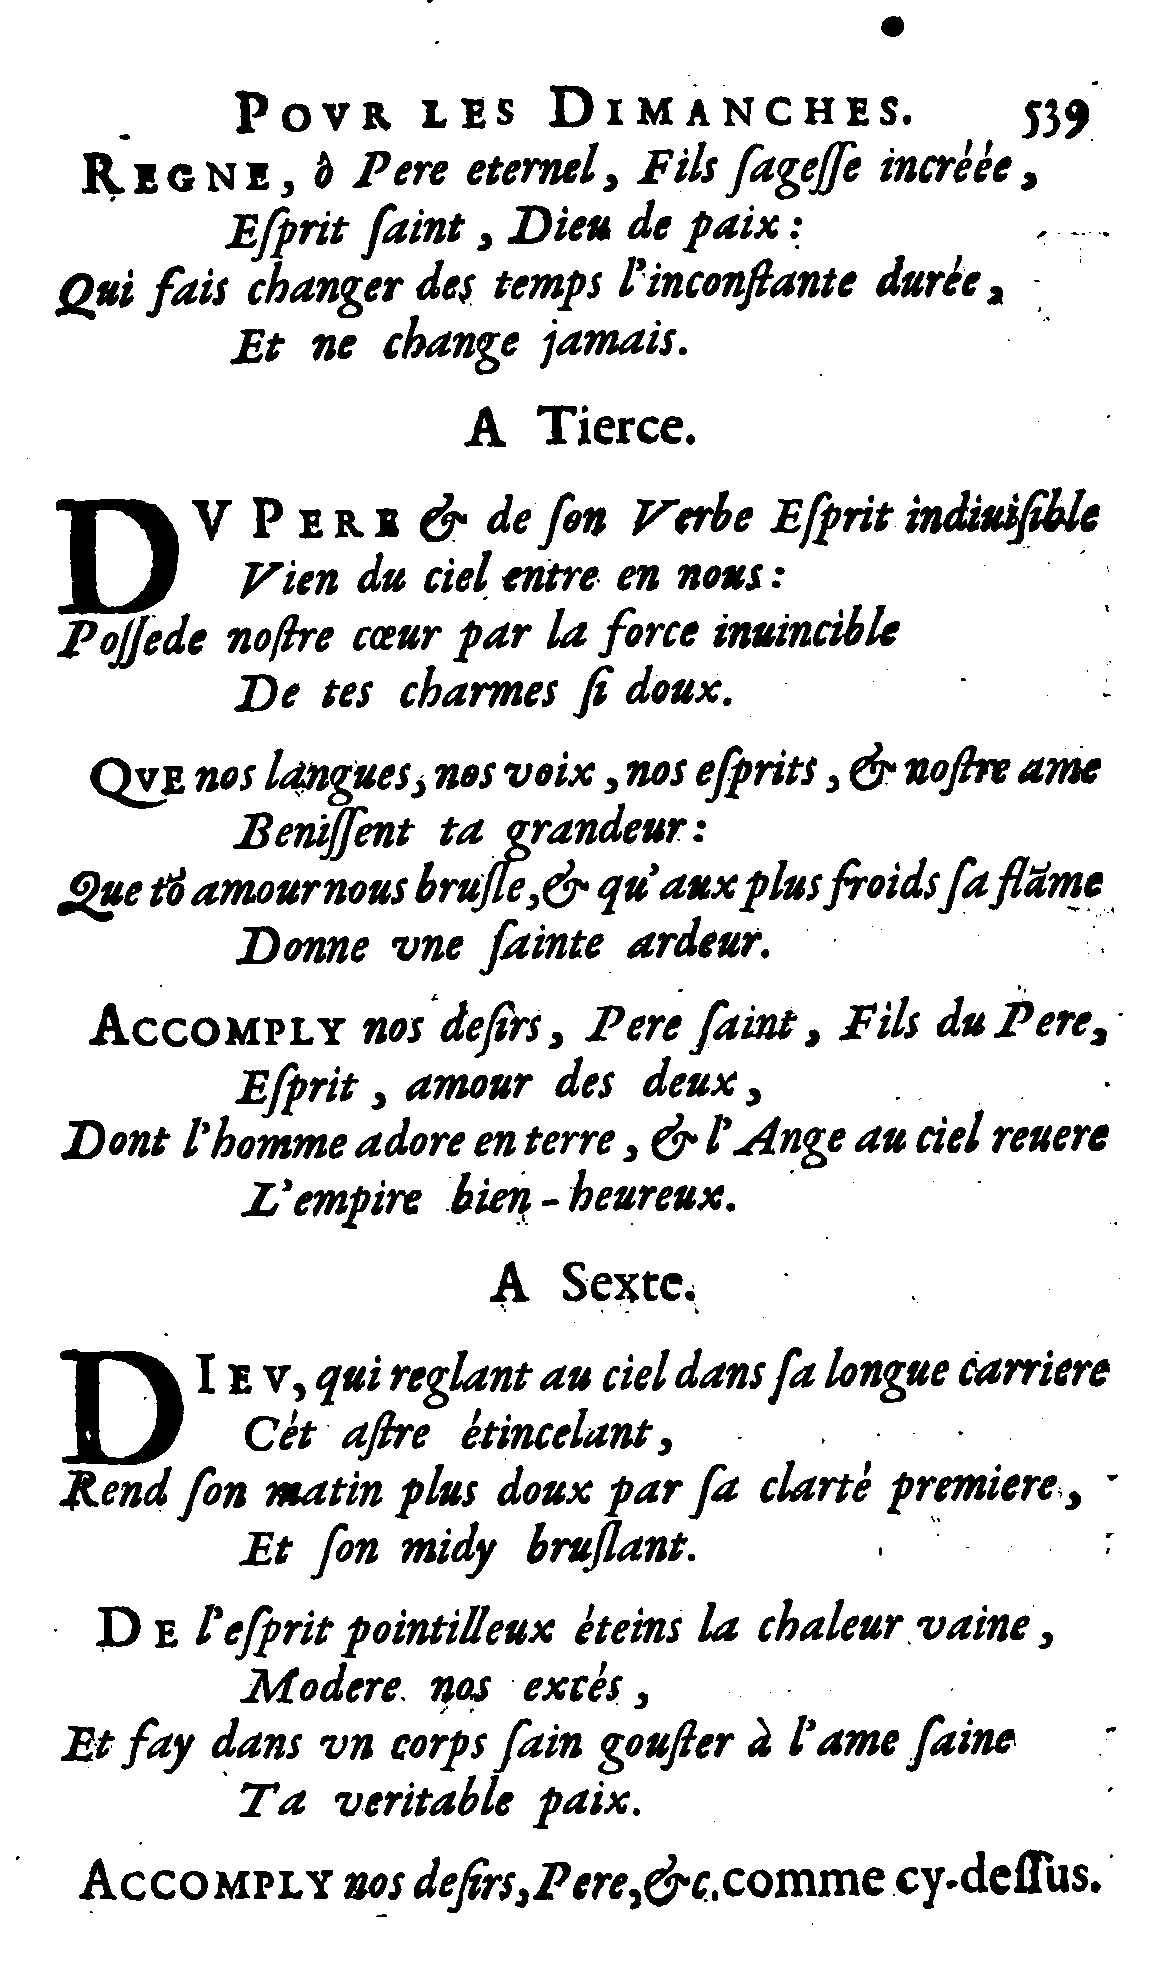 POVR LES DIMANCHES. 539
REGNE, ô Pere eternel, Fils ſageſſe incréée,
Eſprit ſaint, Dieu de paix:
Qui fais changer des temps l'inconſtante durée,
Et ne change jamais.
A Tierce.
DV PERE & de ſon Verbe Eſprit indiuiſible
Vien du ciel entre en nous:
Poſſede noſtre cœur par la force inuincible
De tes charmes ſi doux.
QVE nos langues, nos voix, nos eſprits, & noſtre ame
Beniſſent ta grandeur:
Que tõ amour nous bruſle, & qu'aux plus froids ſa flãme
Donne vne ſainte ardeur.
ACCOMPLY nos deſirs, Pere ſaint, Fils du Pere,
Eſprit, amour des deux,
Dont l'homme adore en terre, & l'Ange au ciel reuere
L'empire bien-heureux.
A Sexte.
DIEV, qui reglant au ciel dans ſa longue carriere
Cét aſtre étincelant,
Rend ſon matin plus doux par ſa clarté premiere,
Et ſon midy bruſlant.
DE l'eſprit pointilleux éteins la chaleur vaine,
Modere nos excés,
Et fay dans vn corps ſain gouſter à l'ame ſaine
Ta veritable paix.
ACCOMPLY nos deſirs, Pere, &c. comme cy-deſſus.